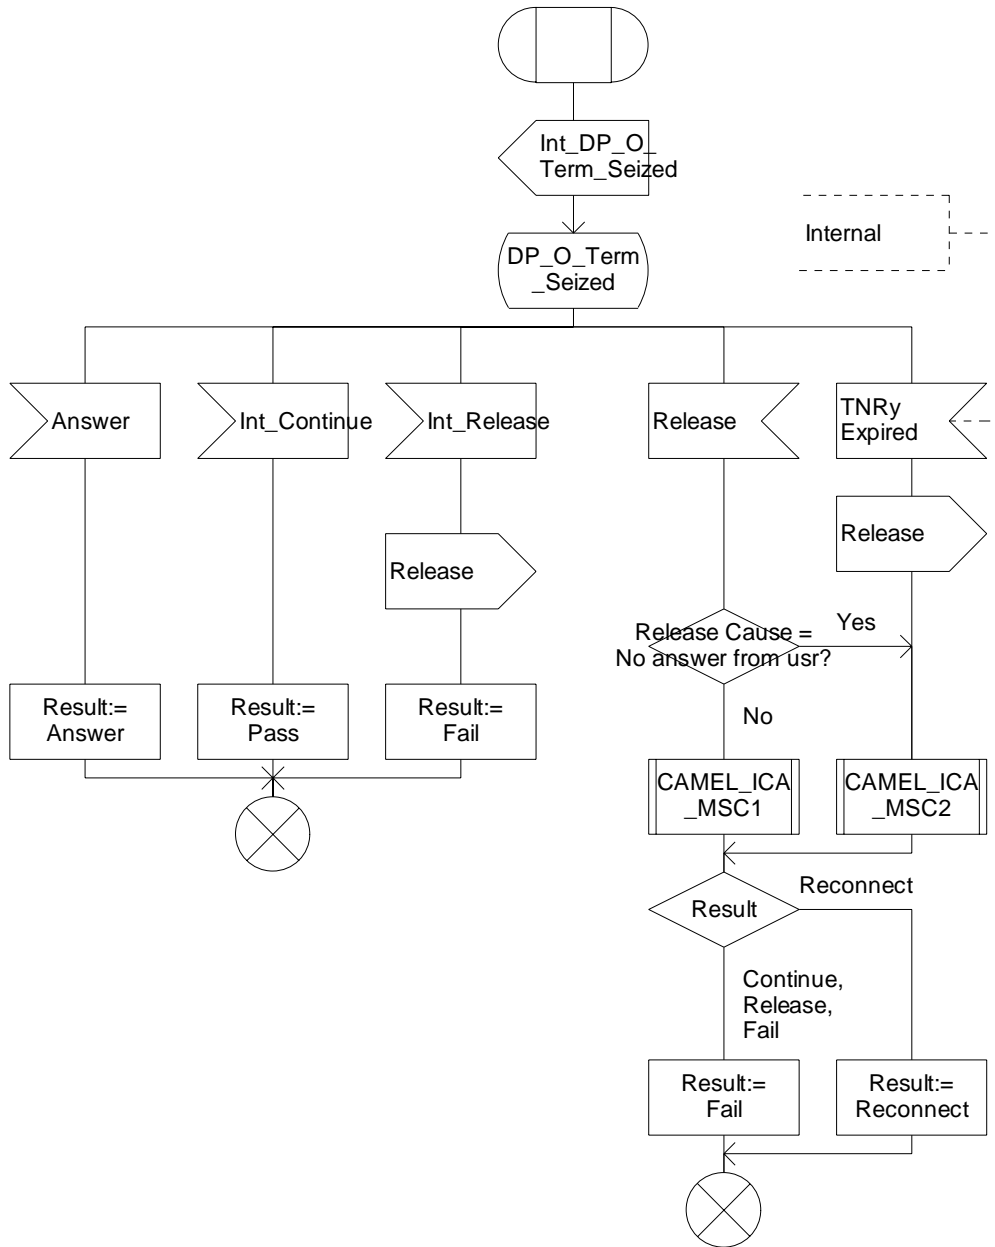 Int_DP_O_
Term_Seized
Internal
DP_O_Term
_Seized
Answer
Int_Continue
Int_Release
Release
TNRy
Expired
Release
Release
Release Cause =
No answer from usr?
Yes
Result:=
Answer
Result:=
Pass
Result:=
Fail
No
CAMEL_ICA
_MSC1
CAMEL_ICA
_MSC2
Result
Reconnect
Continue,
Release,
Fail
Result:=
Fail
Result:=
Reconnect